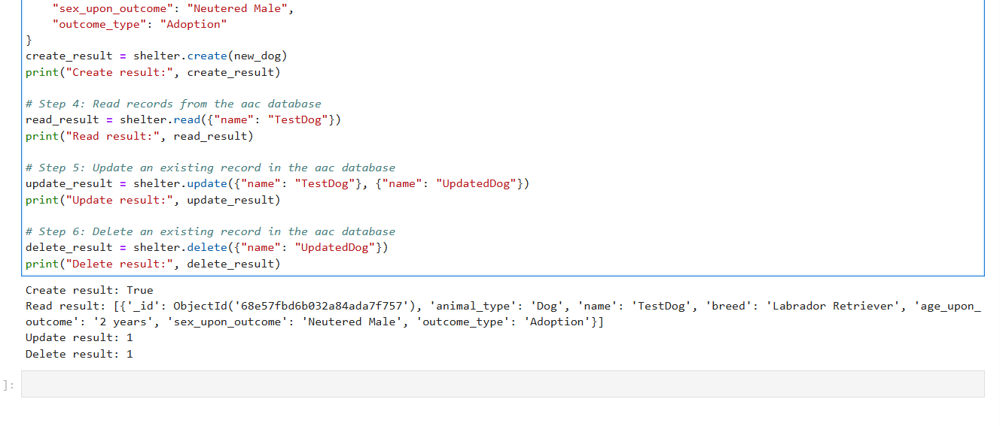 "sex_upon_outcome": "Neutered Male",
    "outcome_type": "Adoption"
}
create_result = shelter.create(new_dog)
print("Create result:", create_result)

# Step 4: Read records from the aac database
read_result = shelter.read({"name": "TestDog"})
print("Read result:", read_result)

# Step 5: Update an existing record in the aac database
update_result = shelter.update({"name": "TestDog"}, {"name": "UpdatedDog"})
print("Update result:", update_result)

# Step 6: Delete an existing record in the aac database
delete_result = shelter.delete({"name": "UpdatedDog"})
print("Delete result:", delete_result)

Create result: True
Read result: [{'_id': ObjectId('68e57fbd6b032a84ada7f757'), 'animal_type': 'Dog', 'name': 'TestDog', 'breed': 'Labrador Retriever', 'age_upon_
outcome': '2 years', 'sex_upon_outcome': 'Neutered Male', 'outcome_type': 'Adoption'}]
Update result: 1
Delete result: 1
]: